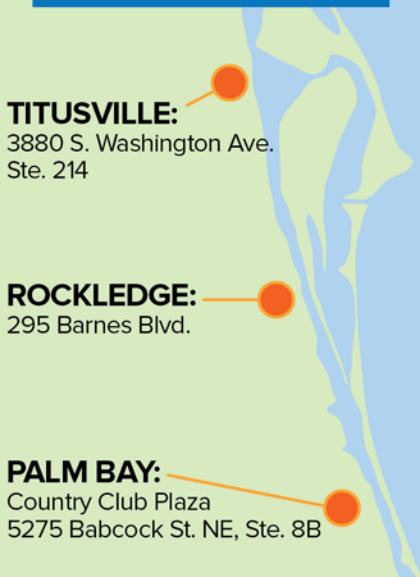 TITUSVILLE:
3880 S. Washington Ave.
Ste. 214
ROCKLEDGE:
295 Barnes Blvd.
PALM BAY:
Country Club Plaza
5275 Babcock St. NE, Ste. 8B